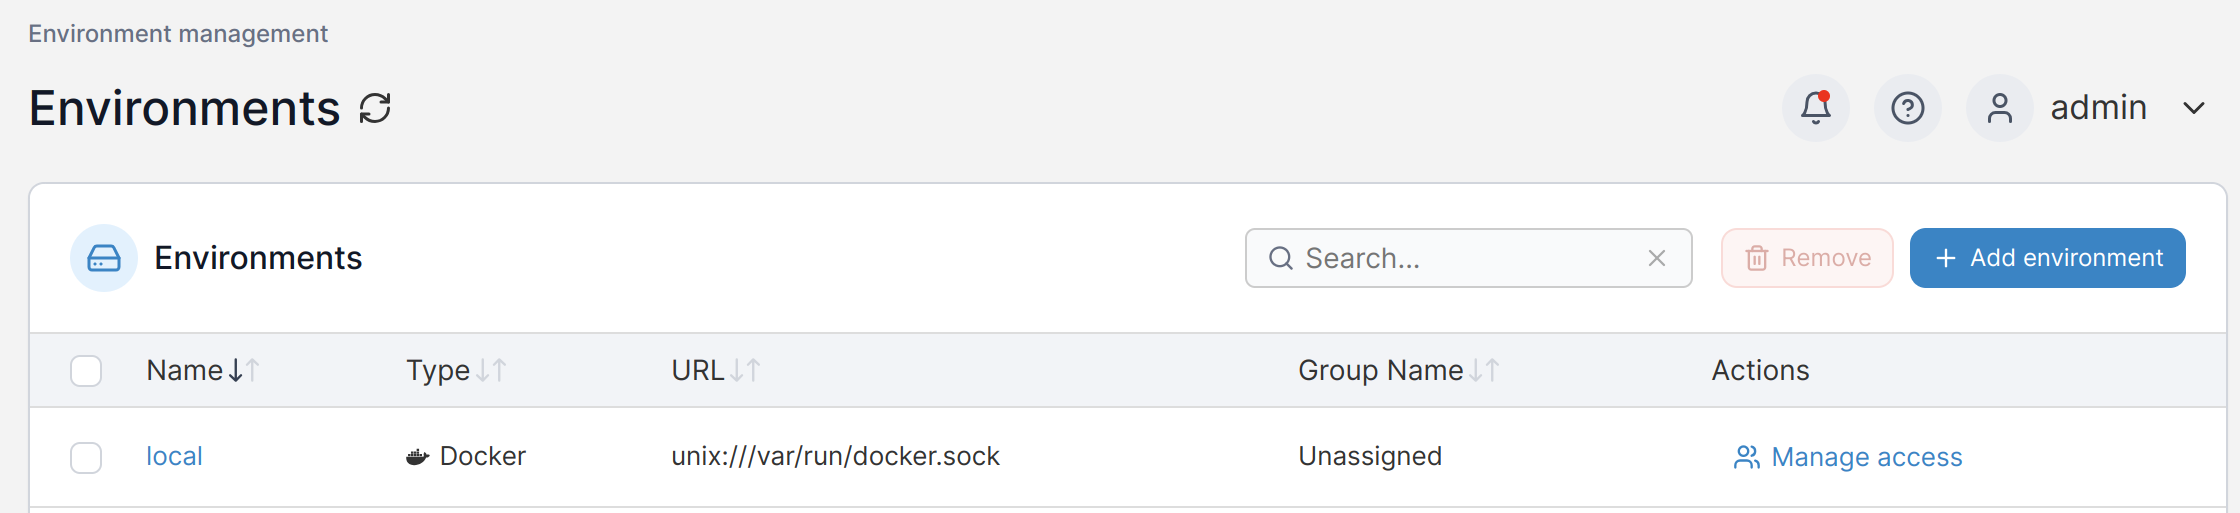 Environment management
Environments
admin
Environments
Search...
Remove
Add environment
Name Type URL Group Name Actions
local Docker unix:///var/run/docker.sock Unassigned Manage access